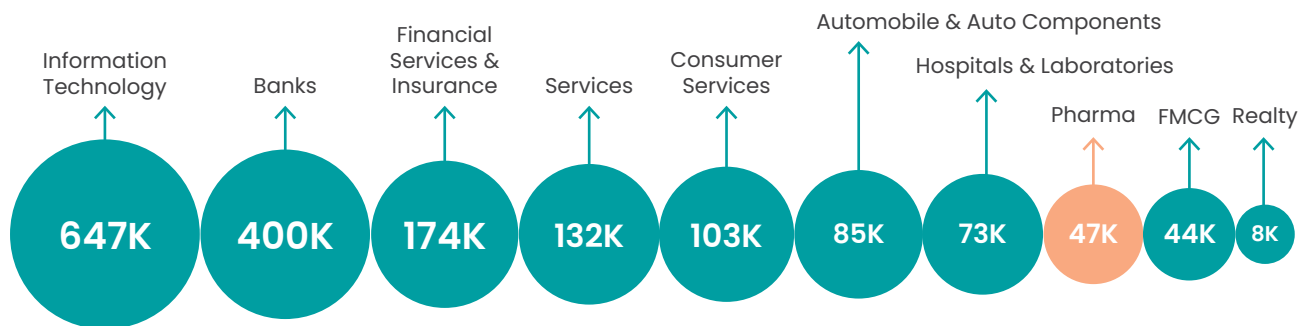 Information
Technology
Banks
Financial
Services &
Insurance
Services
Consumer
Services
Automobile & Auto Components
Hospitals & Laboratories
Pharma
FMCG
Realty
647K
400K
174K
132K
103K
85K
73K
47K
44K
8K